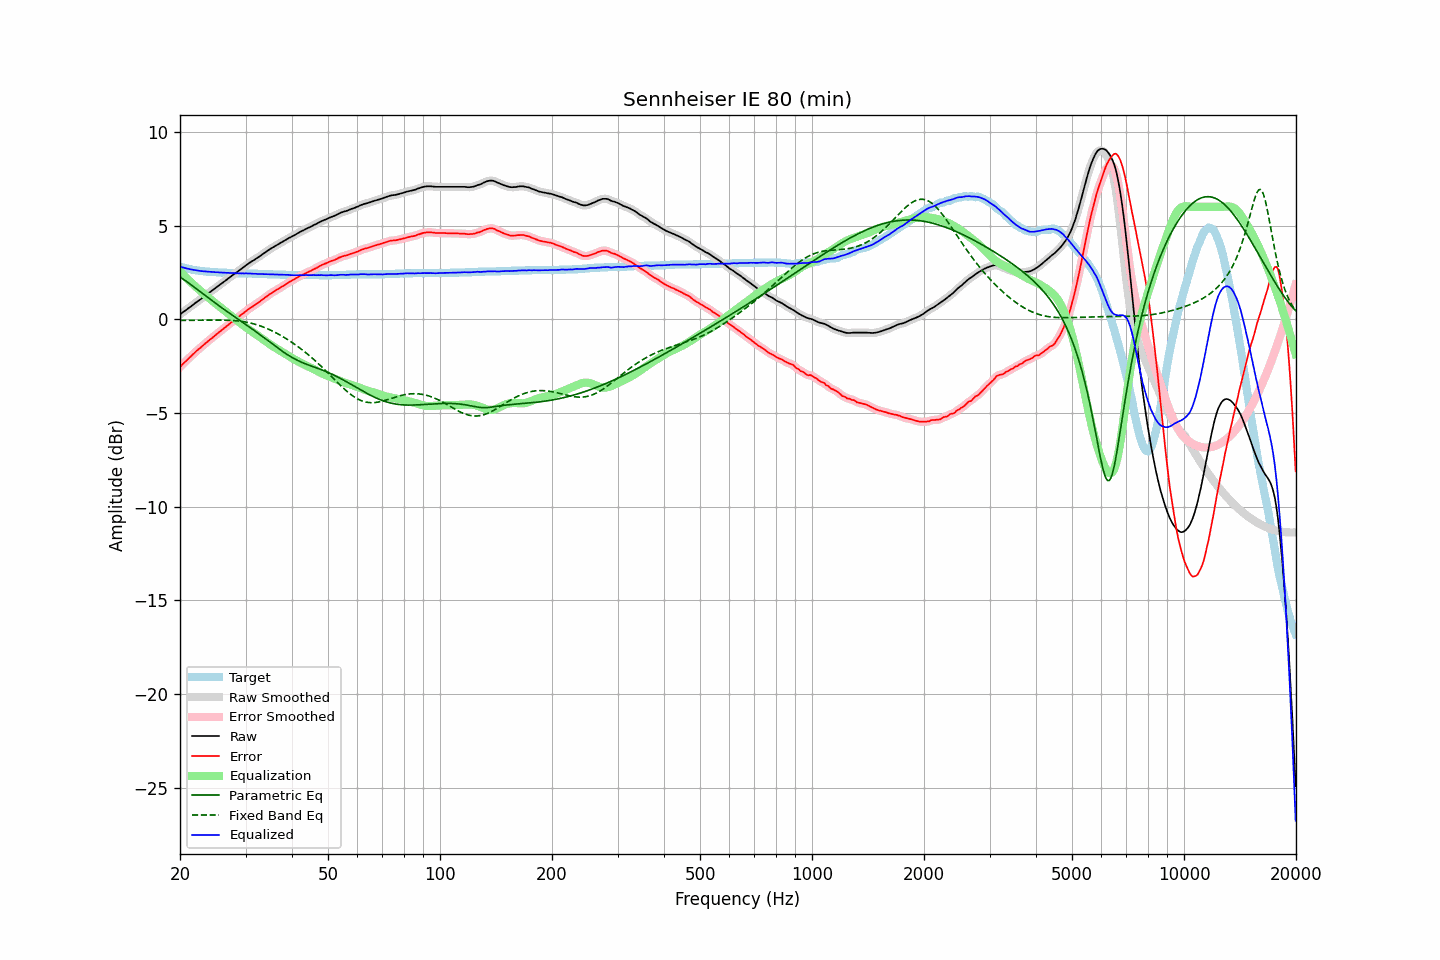 Sennheiser IE 80 (min)
10
5
0
−5
−10
−15
−20
−25
Amplitude (dBr)
Target
Raw Smoothed
Error Smoothed
Raw
Error
Equalization
Parametric Eq
Fixed Band Eq
Equalized
20 50 100 200 500 1000 2000 5000 10000 20000
Frequency (Hz)